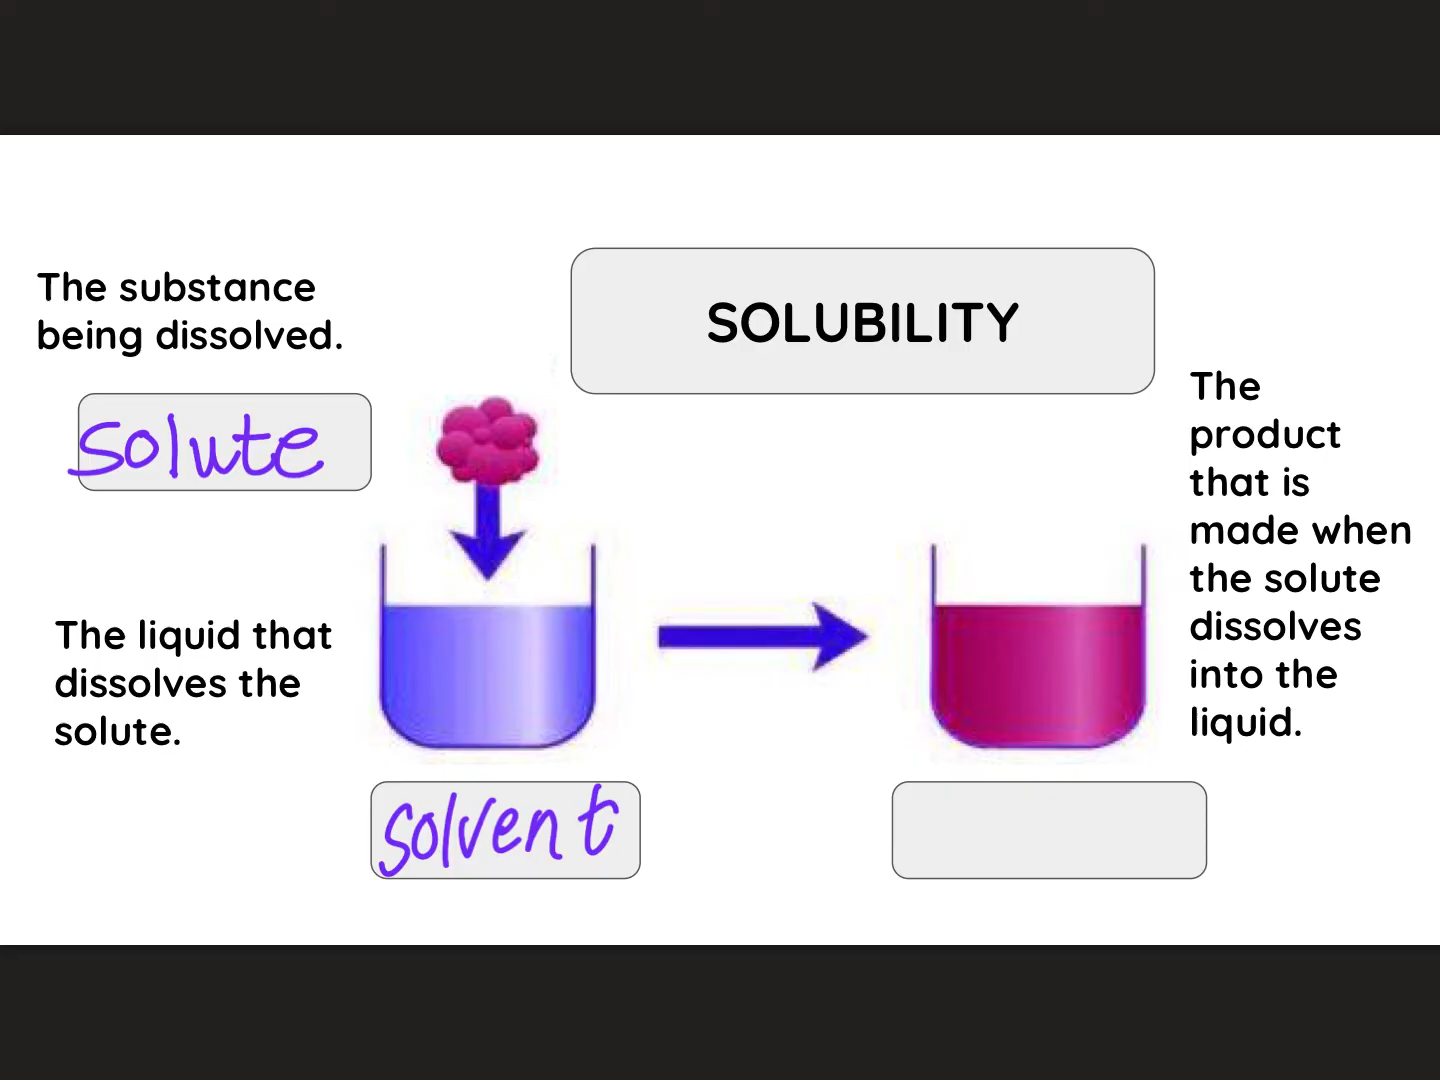 The substance
being dissolved.
SOLUBILITY
solute
The
product
that is
made when
the solute
dissolves
into the
liquid.
The liquid that
dissolves the
solute.
solvent